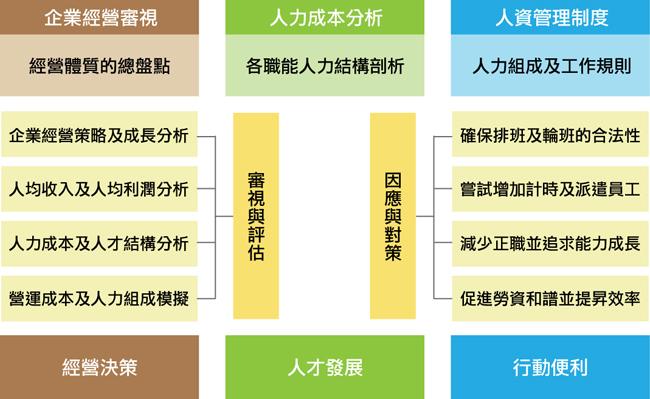 企業經營審視
人力成本分析
人資管理制度
經營體質的總盤點
各職能人力結構剖析
人力組成及工作規則
企業經營策略及成長分析
人均收入及人均利潤分析
人力成本及人才結構分析
營運成本及人力組成模擬
審視與評估
因應與對策
確保排班及輪班的合法性
嘗試增加計時及派遣員工
減少正職並追求能力成長
促進勞資和諧並提昇效率
經營決策
人才發展
行動便利